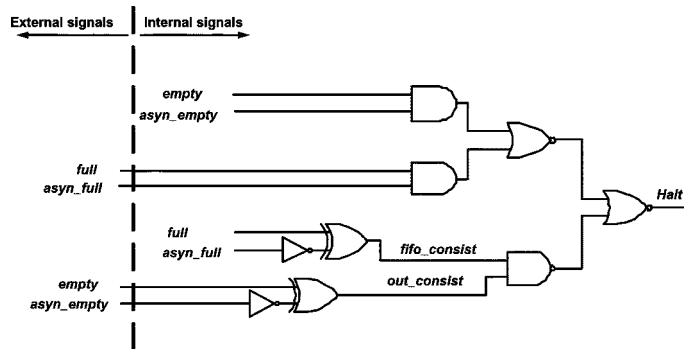 External signals
Internal signals
empty
asyn_empty
full
asyn_full
Halt
full
asyn_full
fifo_consist
empty
asyn_empty
out_consist